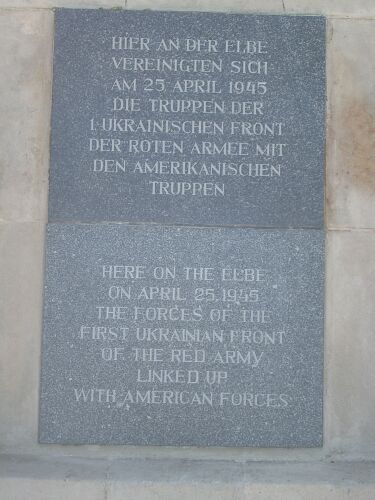 HIER AN DER ELBE
VEREINIGTEN SICH
AM 25 APRIL 1945
DIE TRUPPEN DER
1. UKRAINISCHEN FRONT
DER ROTEN ARMEE MIT
DEN AMERIKANISCHEN
TRUPPEN
HERE ON THE ELBE
ON APRIL 25.1945
THE FORCES OF THE
FIRST UKRAINIAN FRONT
OF THE RED ARMY
LINKED UP
WITH AMERICAN FORCES